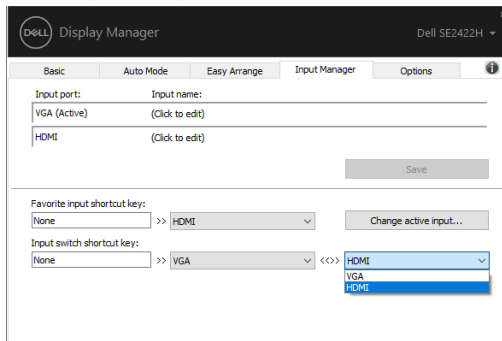 DELL Display Manager Dell SE2422H
Basic Auto Mode Easy Arrange Input Manager Options
Input port: Input name:
VGA (Active) (Click to edit)
HDMI (Click to edit)
Save
Favorite input shortcut key:
None >> HDMI Change active input...
Input switch shortcut key:
None >> VGA <<>> HDMI
VGA
HDMI